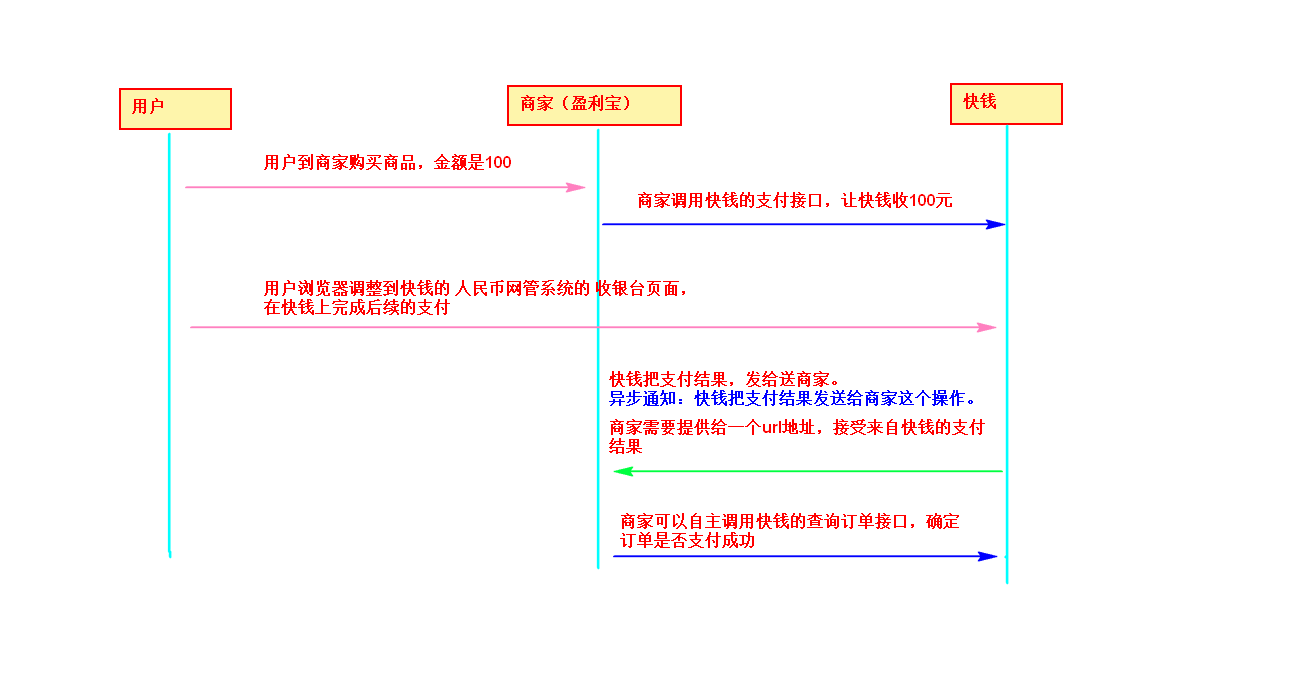 用户
商家（盈利宝）
快钱
用户到商家购买商品，金额是100
商家调用快钱的支付接口，让快钱收100元
用户浏览器调整到快钱的 人民币网管系统的 收银台页面，
在快钱上完成后续的支付
快钱把支付结果，发给送商家。
异步通知：快钱把支付结果发送给商家这个操作。
商家需要提供给一个url地址，接受来自快钱的支付
结果
商家可以自主调用快钱的查询订单接口，确定
订单是否支付成功